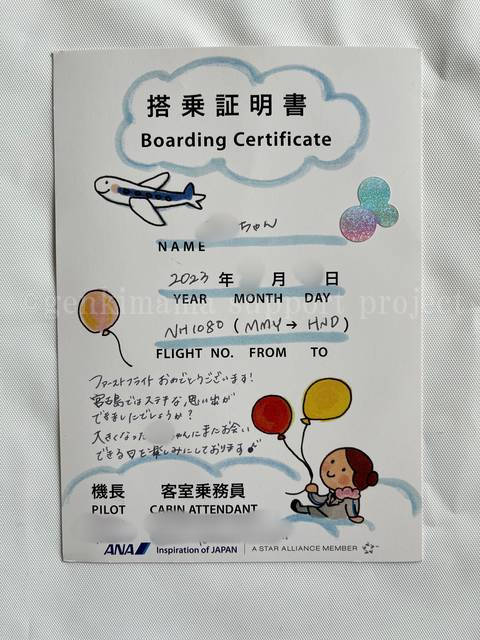 搭乗証明書
Boarding Certificate
ちゃん
NAME
2023 年 月 日
YEAR MONTH DAY
©genkimama support project
NH1080 (MMY→HND)
FLIGHT NO. FROM TO
ファーストフライトおめでとうございます!
宮古島ではステキな思い出が
できましたでしょうか?
大きくなった ちゃんにまたお会い
できる日を楽しみにしております♪
機長 客室乗務員
PILOT CABIN ATTENDANT
ANA Inspiration of JAPAN | A STAR ALLIANCE MEMBER